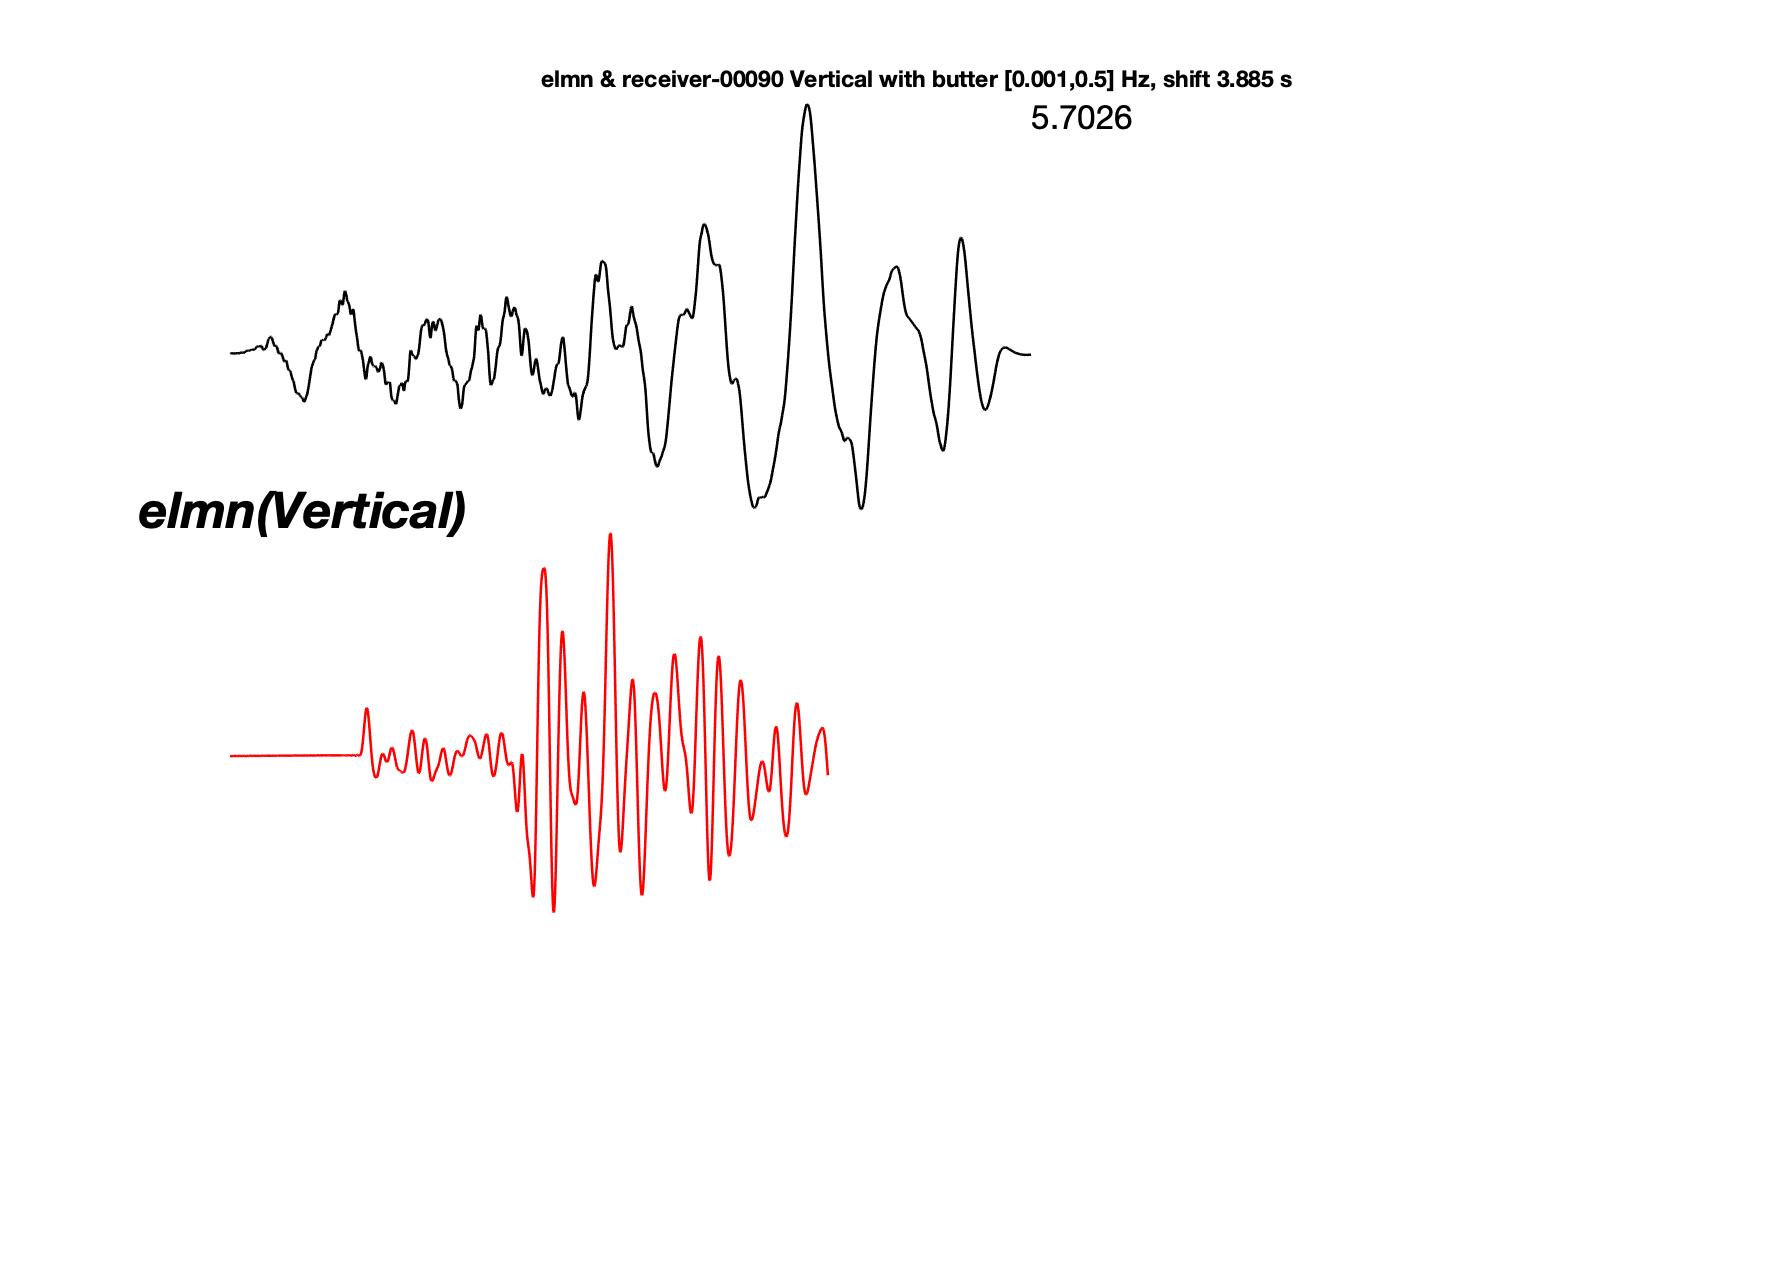 elmn & receiver-00090 Vertical with butter [0.001,0.5] Hz, shift 3.885 s
5.7026
elmn(Vertical)